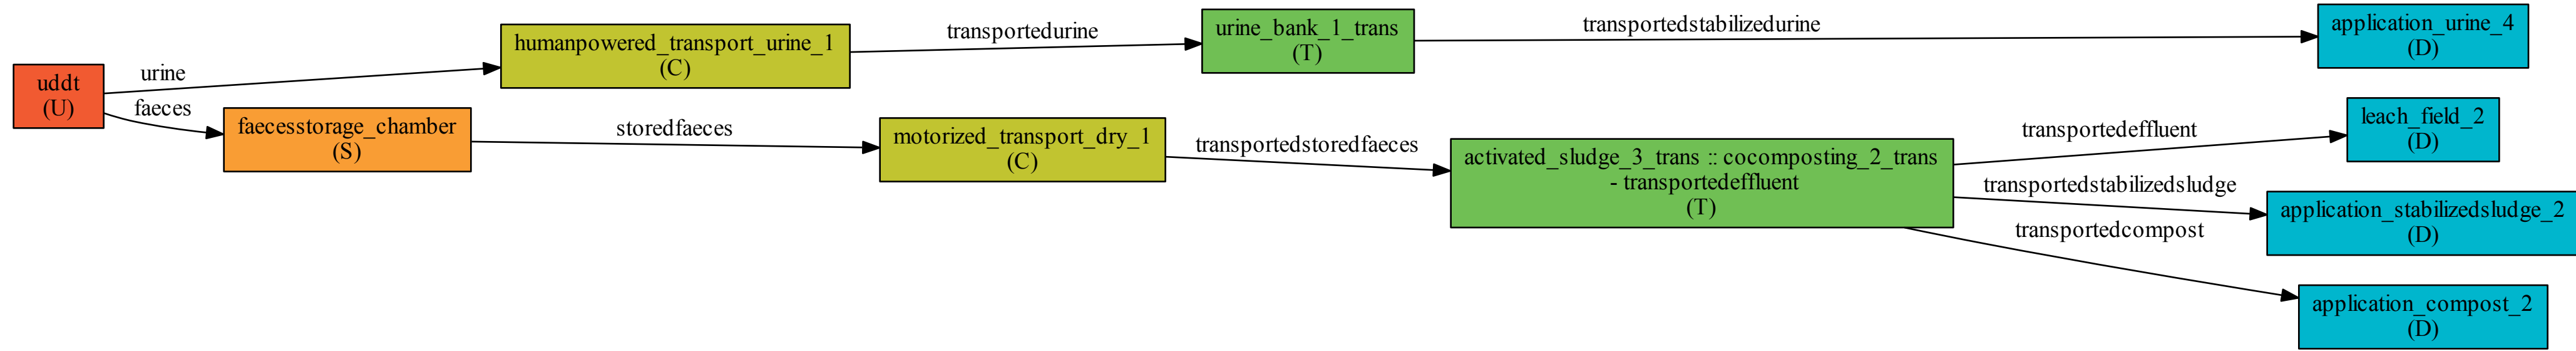 uddt
(U)
urine
faeces
humanpowered_transport_urine_1
(C)
faecesstorage_chamber
(S)
transportedurine
storedfaeces
motorized_transport_dry_1
(C)
urine_bank_1_trans
(T)
transportedstoredfaeces
transportedstabilizedurine
activated_sludge_3_trans :: cocomposting_2_trans
- transportedeffluent
(T)
transportedeffluent
transportedstabilizedsludge
transportedcompost
application_urine_4
(D)
leach_field_2
(D)
application_stabilizedsludge_2
(D)
application_compost_2
(D)